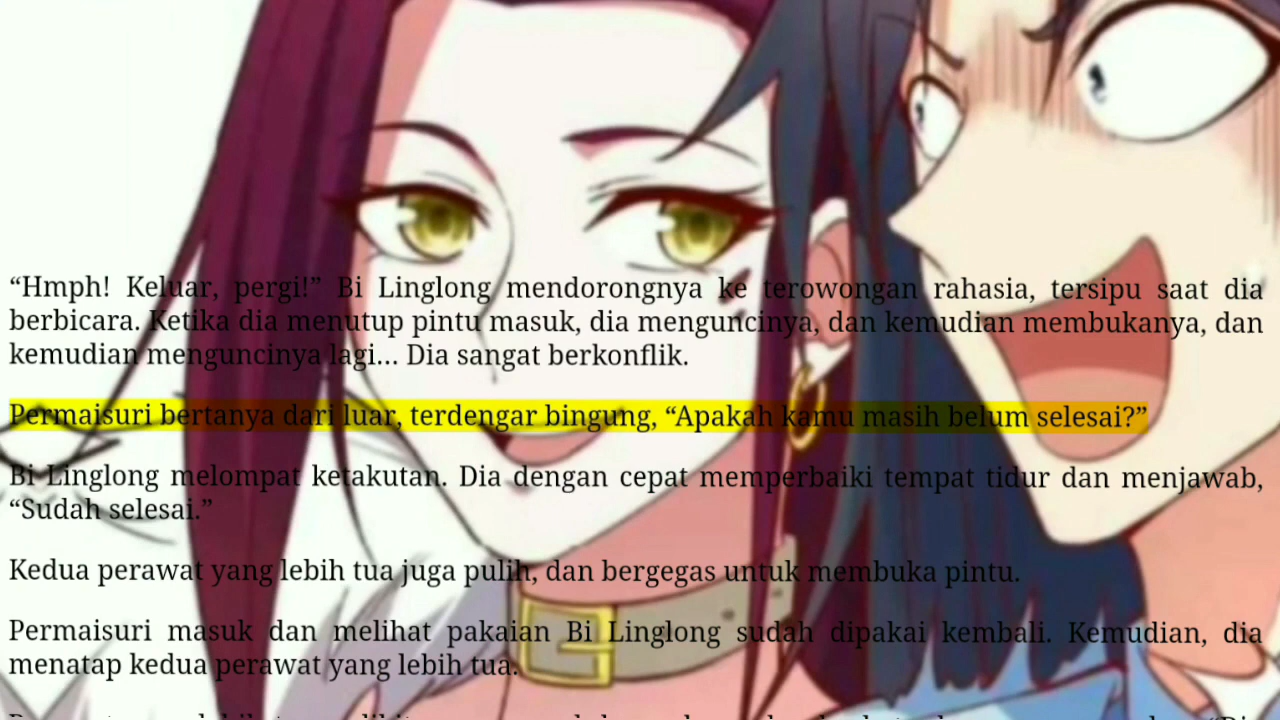 “Hmph! Keluar, pergi!” Bi Linglong mendorongnya ke terowongan rahasia, tersipu saat dia
berbicara. Ketika dia menutup pintu masuk, dia menguncinya, dan kemudian membukanya, dan
kemudian menguncinya lagi... Dia sangat berkonflik.
Permaisuri bertanya dari luar, terdengar bingung, “Apakah kamu masih belum selesai?”
Bi Linglong melompat ketakutan. Dia dengan cepat memperbaiki tempat tidur dan menjawab,
“Sudah selesai.”
Kedua perawat yang lebih tua juga pulih, dan bergegas untuk membuka pintu.
Permaisuri masuk dan melihat pakaian Bi Linglong sudah dipakai kembali. Kemudian, dia
menatap kedua perawat yang lebih tua.